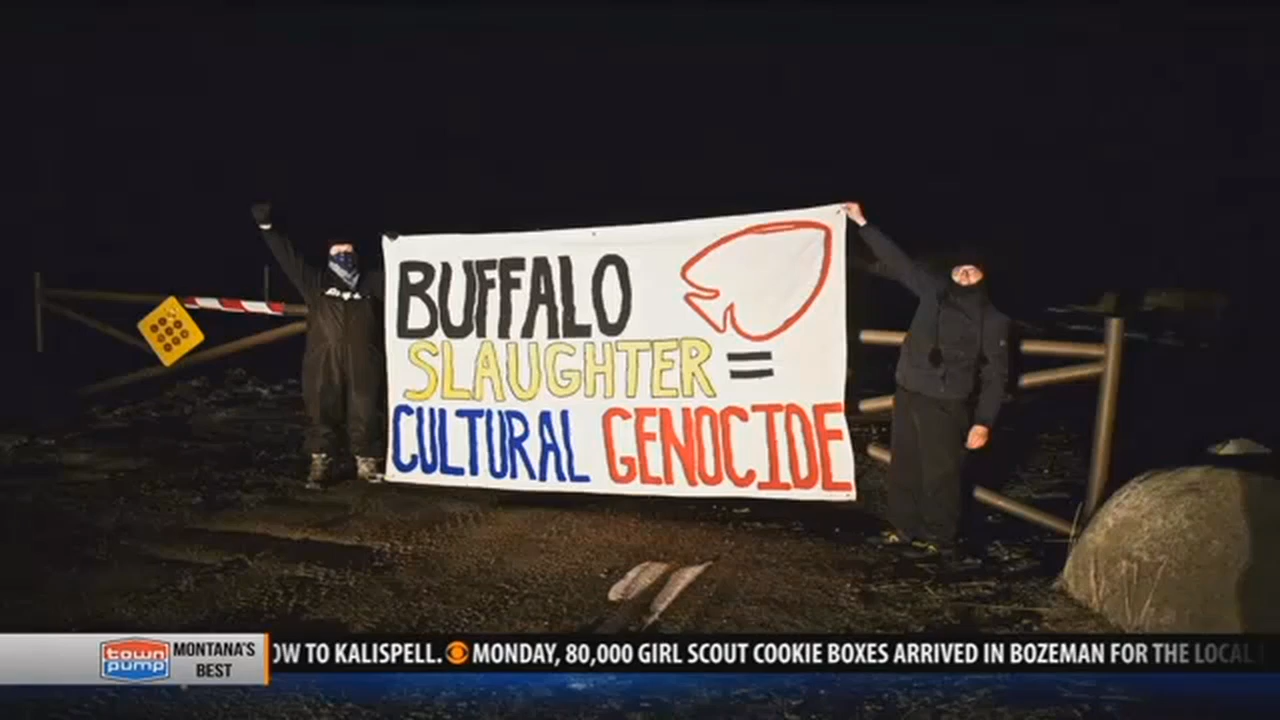 BUFFALO
SLAUGHTER =
CULTURAL GENOCIDE
town pump
MONTANA'S BEST
OW TO KALISPELL. MONDAY, 80,000 GIRL SCOUT COOKIE BOXES ARRIVED IN BOZEMAN FOR THE LOCAL